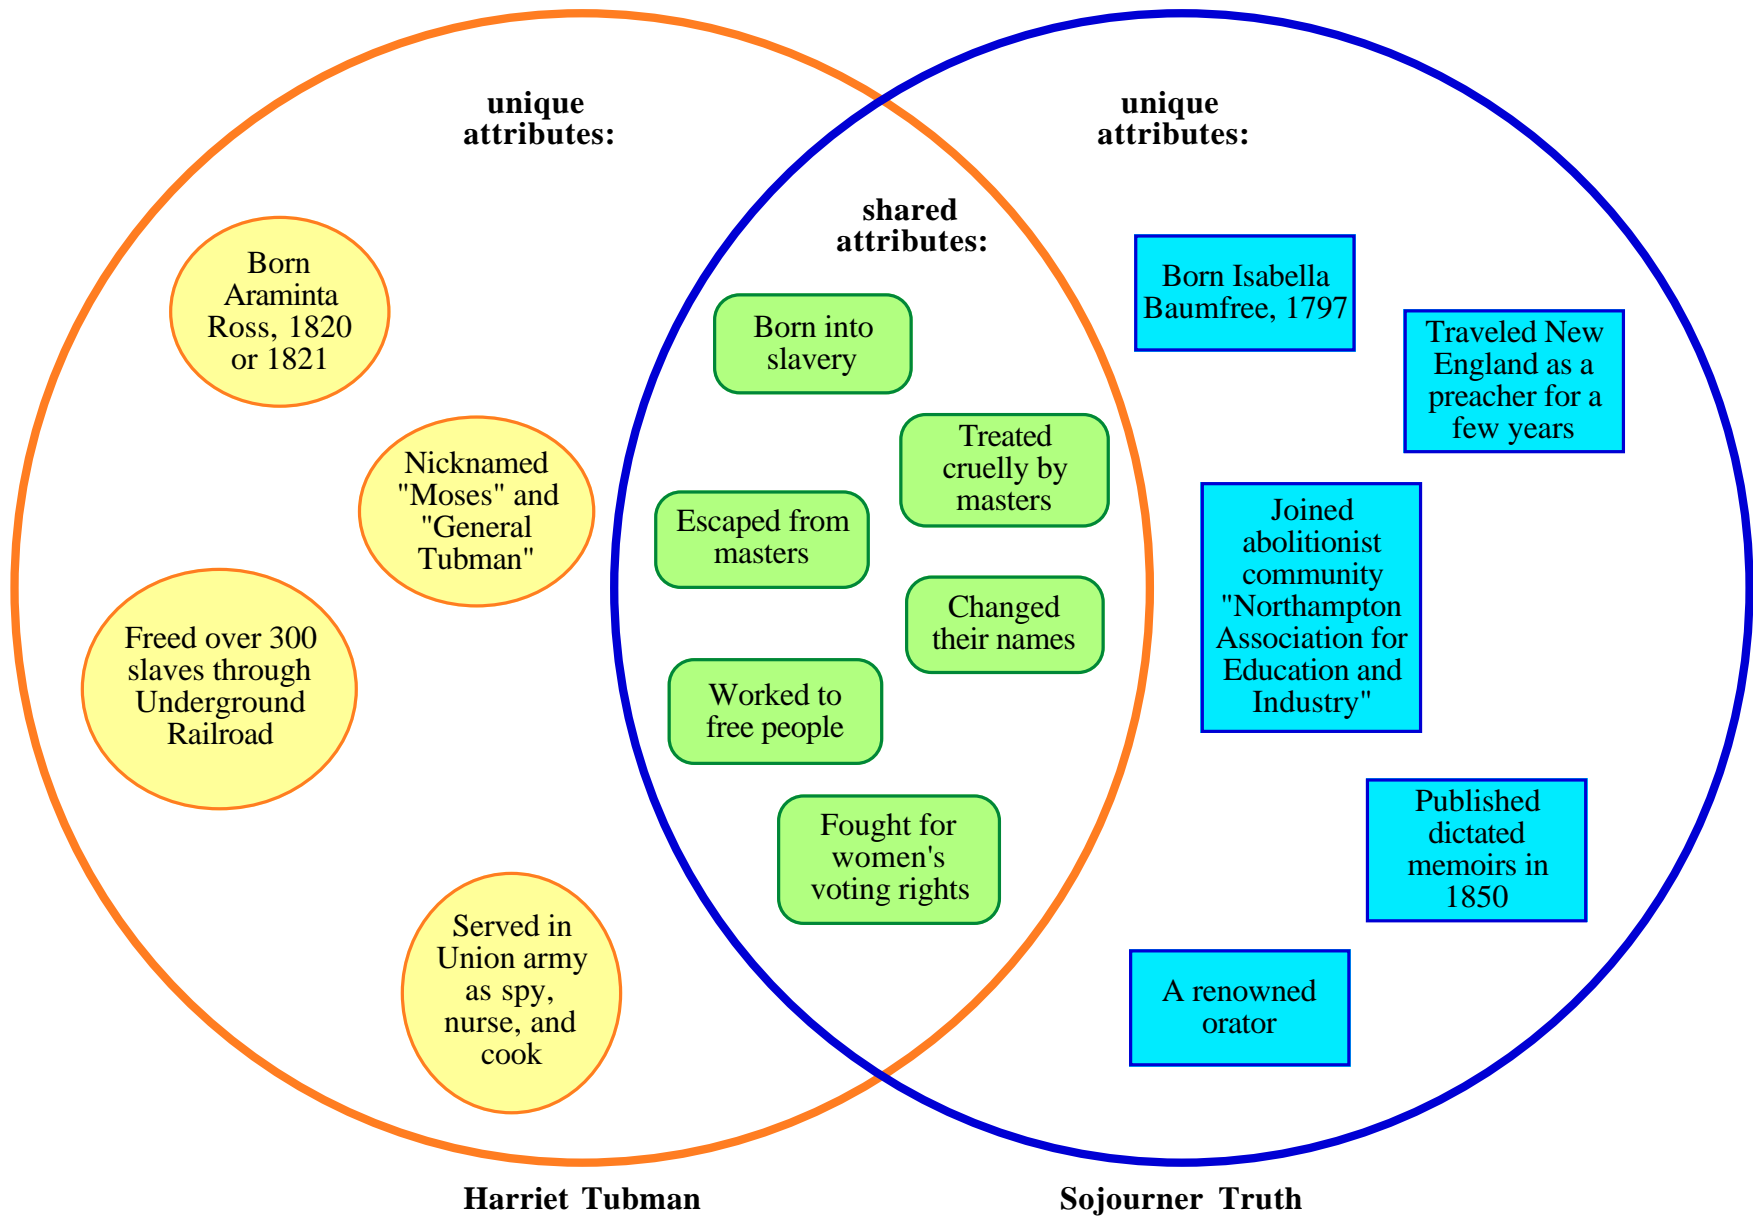 unique
attributes:
Born
Araminta
Ross, 1820
or 1821
Nicknamed
"Moses" and
"General
Tubman"
Freed over 300
slaves through
Underground
Railroad
Served in
Union army
as spy,
nurse, and
cook
shared
attributes:
Born into
slavery
Treated
cruelly by
masters
Escaped from
masters
Changed
their names
Worked to
free people
Fought for
women's
voting rights
unique
attributes:
Born Isabella
Baumfree, 1797
Traveled New
England as a
preacher for a
few years
Joined
abolitionist
community
"Northampton
Association for
Education and
Industry"
Published
dictated
memoirs in
1850
A renowned
orator
Harriet Tubman
Sojourner Truth